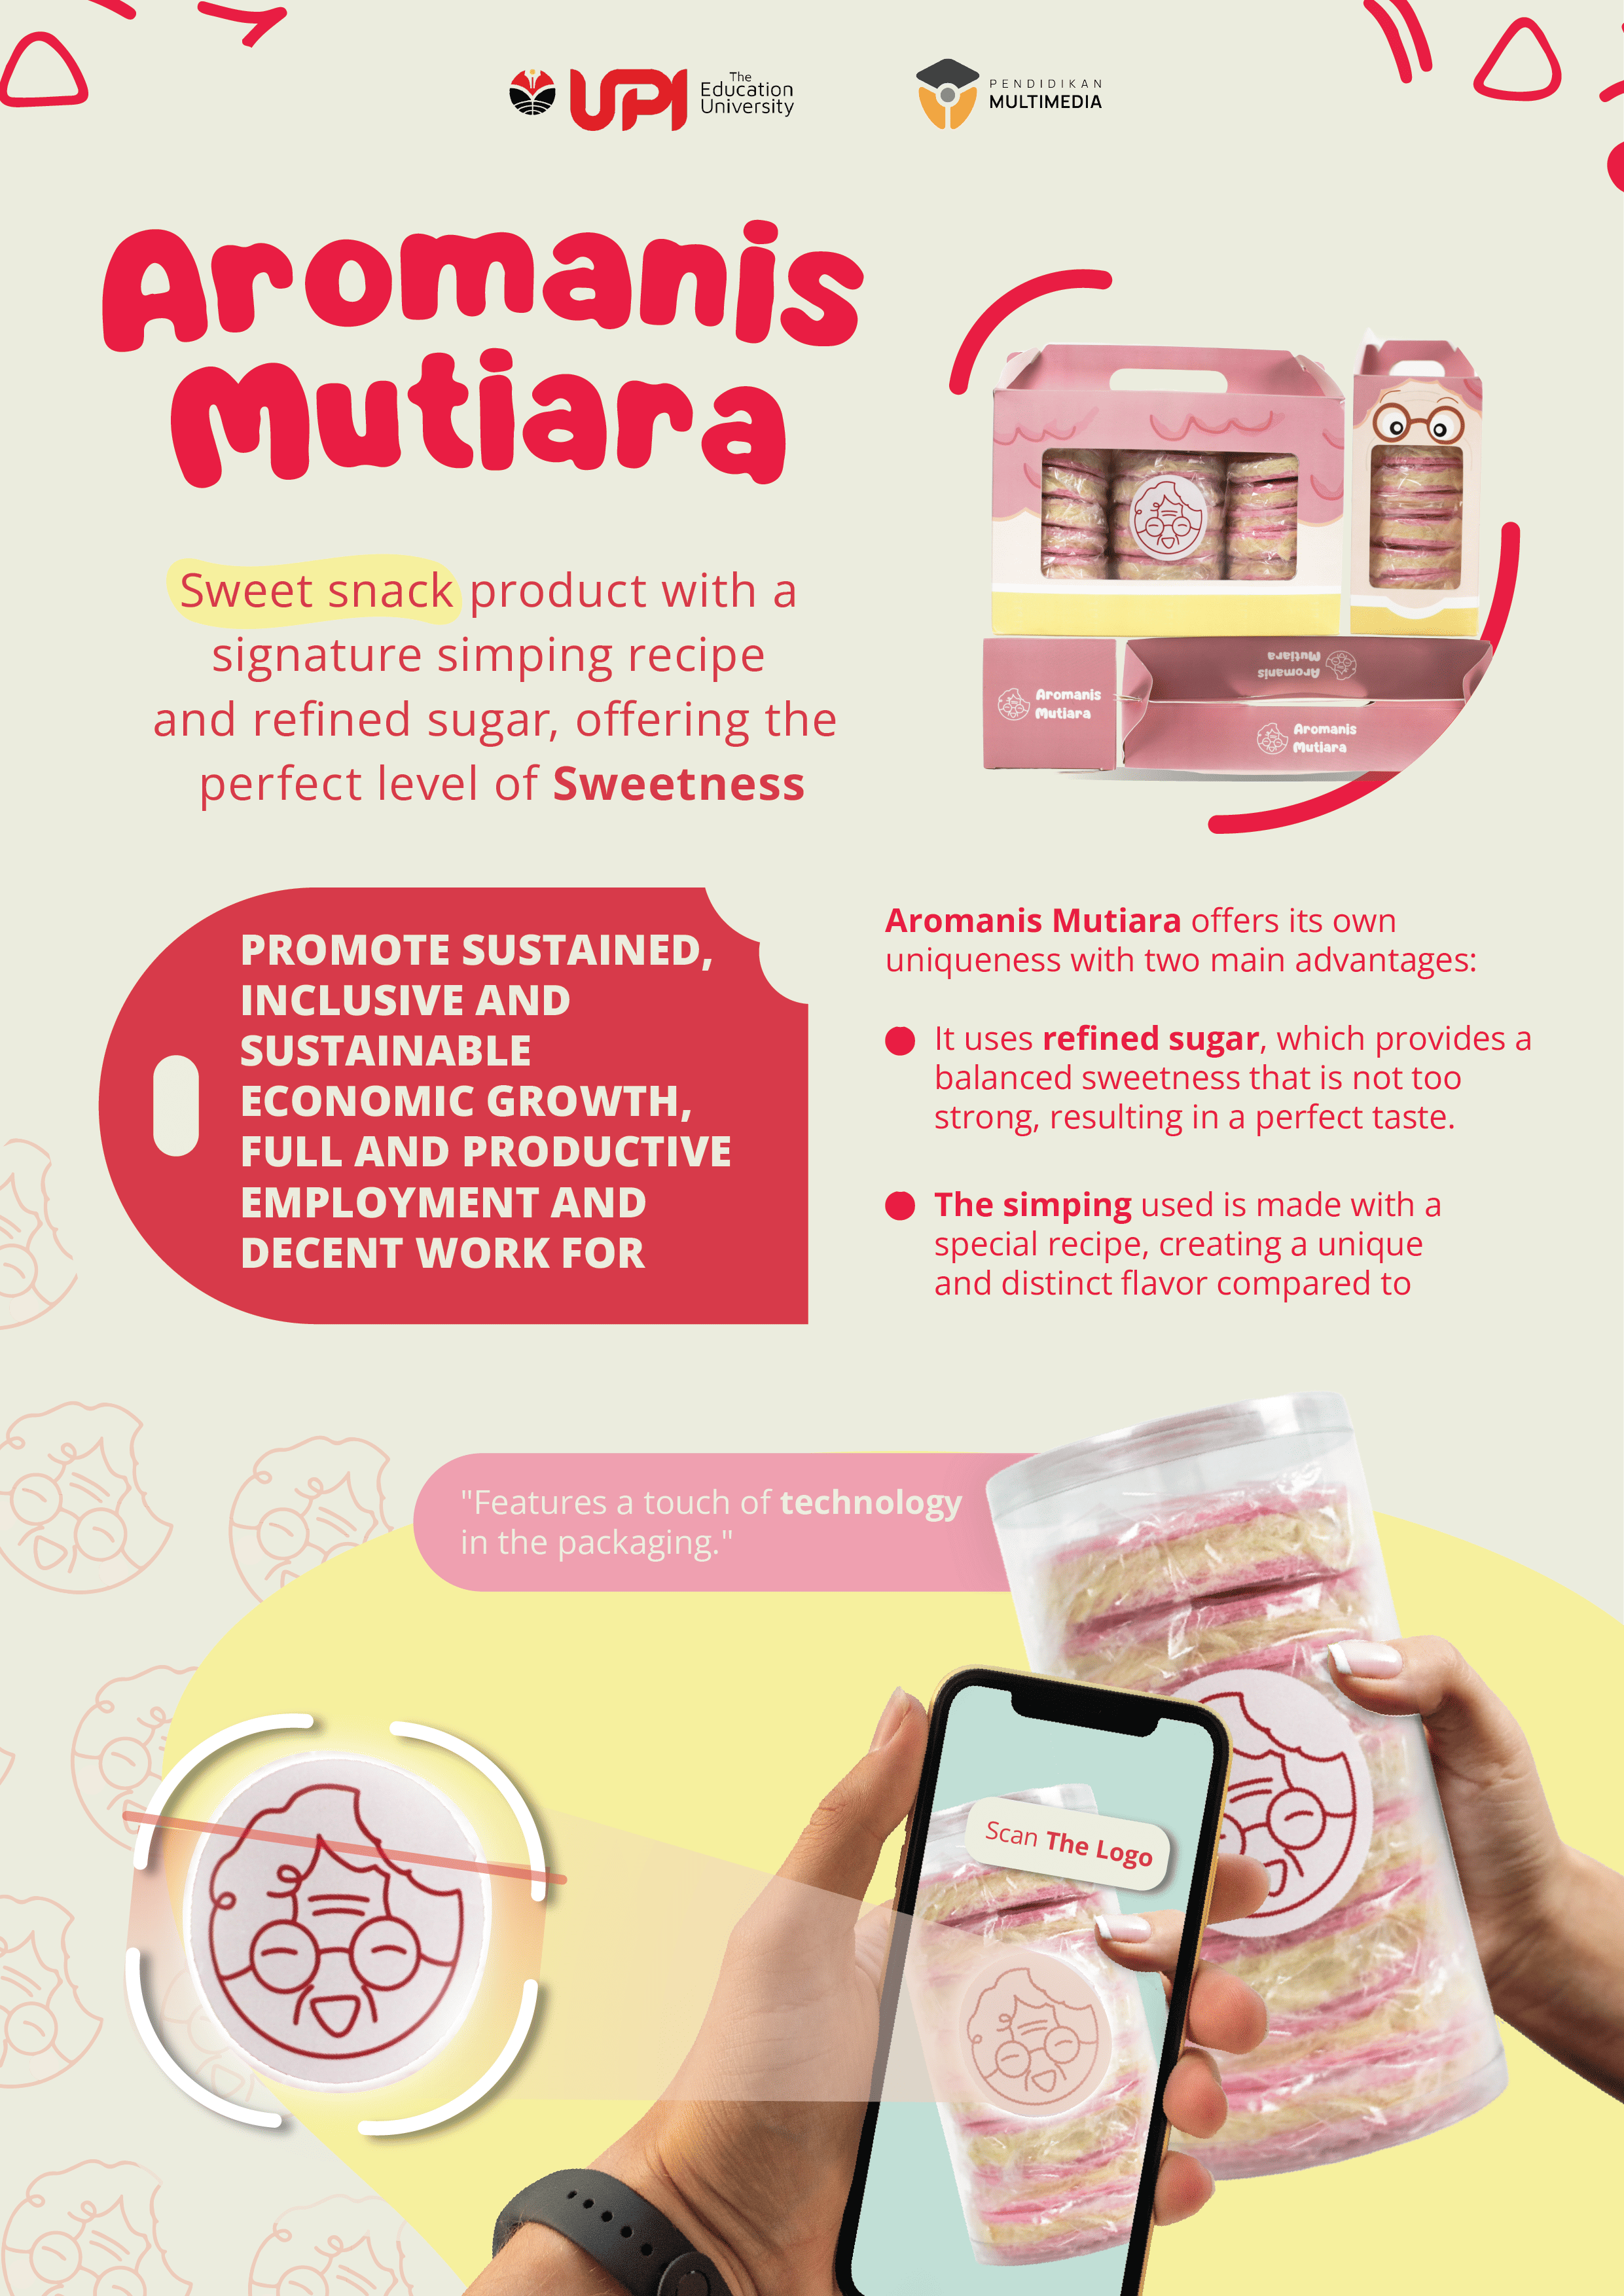 UPI
The
Education
University
PENDIDIKAN
MULTIMEDIA
Aromanis
Mutiara
Sweet snack product with a
signature simping recipe
and refined sugar, offering the
perfect level of Sweetness
Aromanis
Mutiara
Aromanis
Mutiara
Aromanis
Mutiara
PROMOTE SUSTAINED,
INCLUSIVE AND
SUSTAINABLE
ECONOMIC GROWTH,
FULL AND PRODUCTIVE
EMPLOYMENT AND
DECENT WORK FOR
Aromanis Mutiara offers its own
uniqueness with two main advantages:
It uses refined sugar, which provides a
balanced sweetness that is not too
strong, resulting in a perfect taste.
The simping used is made with a
special recipe, creating a unique
and distinct flavor compared to
"Features a touch of technology
in the packaging."
Scan The Logo